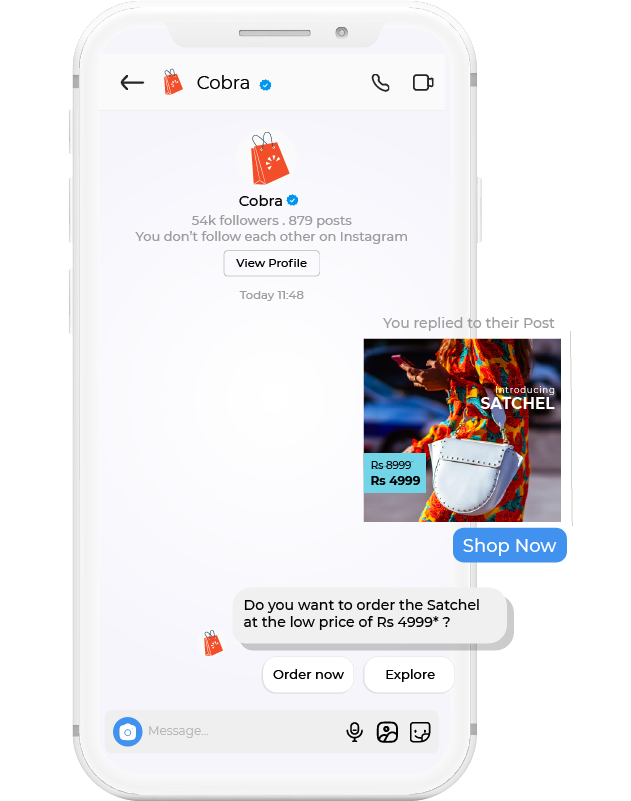 Cobra
Cobra
54k followers . 879 posts
You don’t follow each other on Instagram
View Profile
Today 11:48
You replied to their Post
Introducing
SATCHEL
Rs 8999
Rs 4999
Shop Now
Do you want to order the Satchel
at the low price of Rs 4999* ?
Order now
Explore
Message...